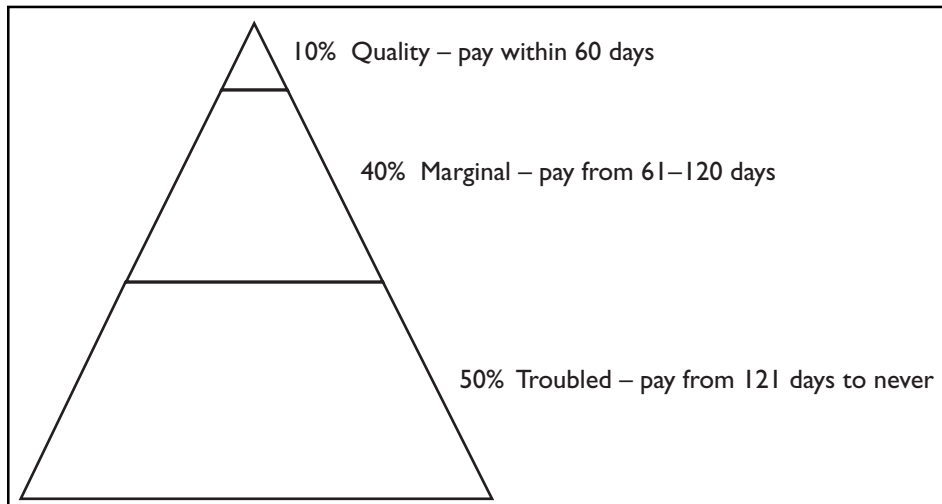 10% Quality – pay within 60 days
40% Marginal – pay from 61–120 days
50% Troubled – pay from 121 days to never